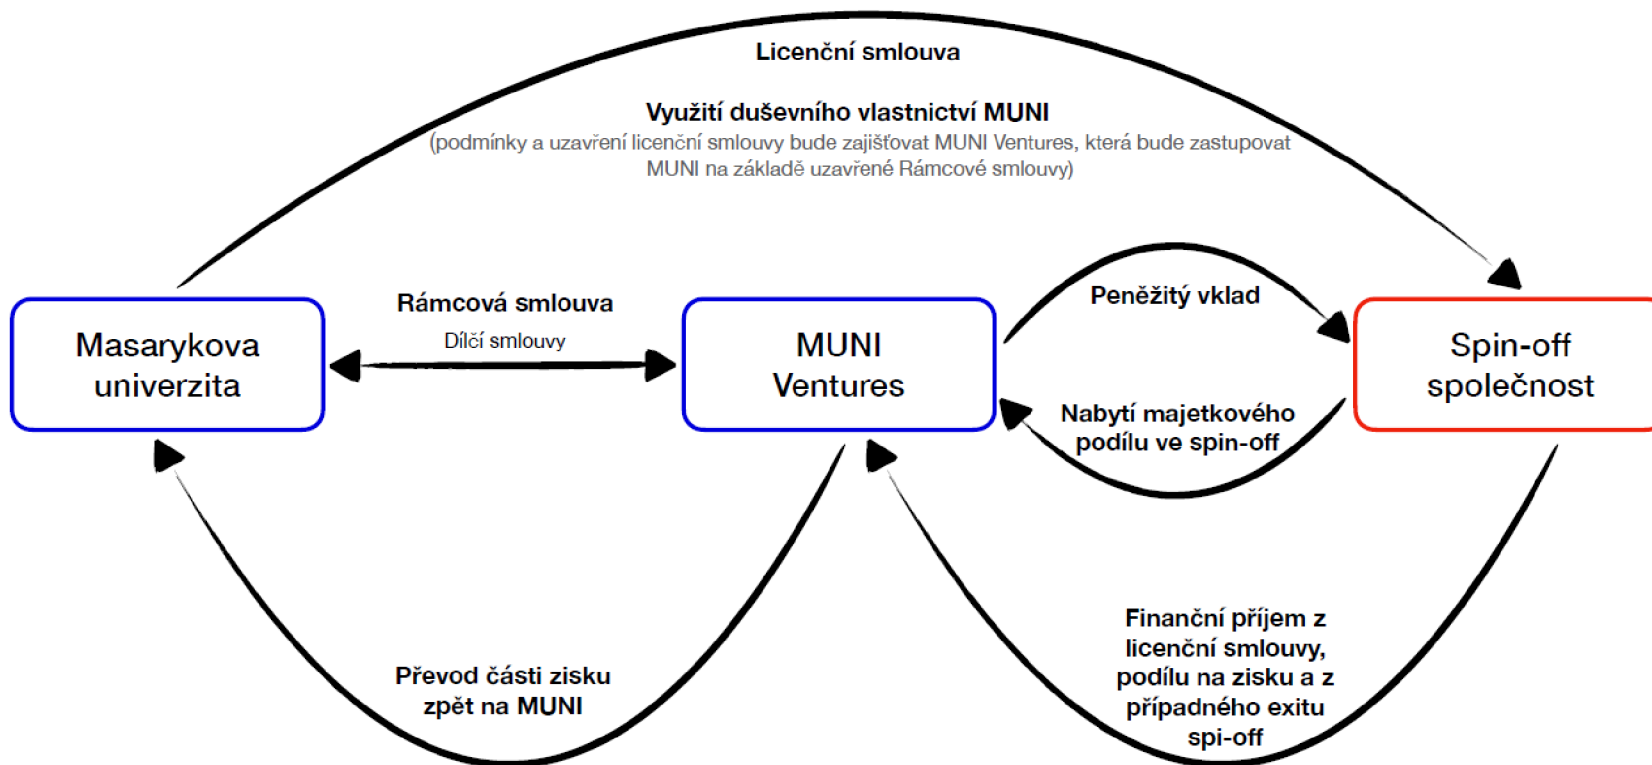 Licenční smlouva
Využití duševního vlastnictví MUNI
(podmínky a uzavření licenční smlouvy bude zajišťovat MUNI Ventures, která bude zastupovat
MUNI na základě uzavřené Rámcové smlouvy)
Masarykova
univerzita
Rámcová smlouva
Dílčí smlouvy
MUNI
Ventures
Peněžitý vklad
Nabytí majetkového
podílu ve spin-off
Spin-off
společnost
Převod části zisku
zpět na MUNI
Finanční příjem z
licenční smlouvy,
podílu na zisku a z
případného exitu
spi-off